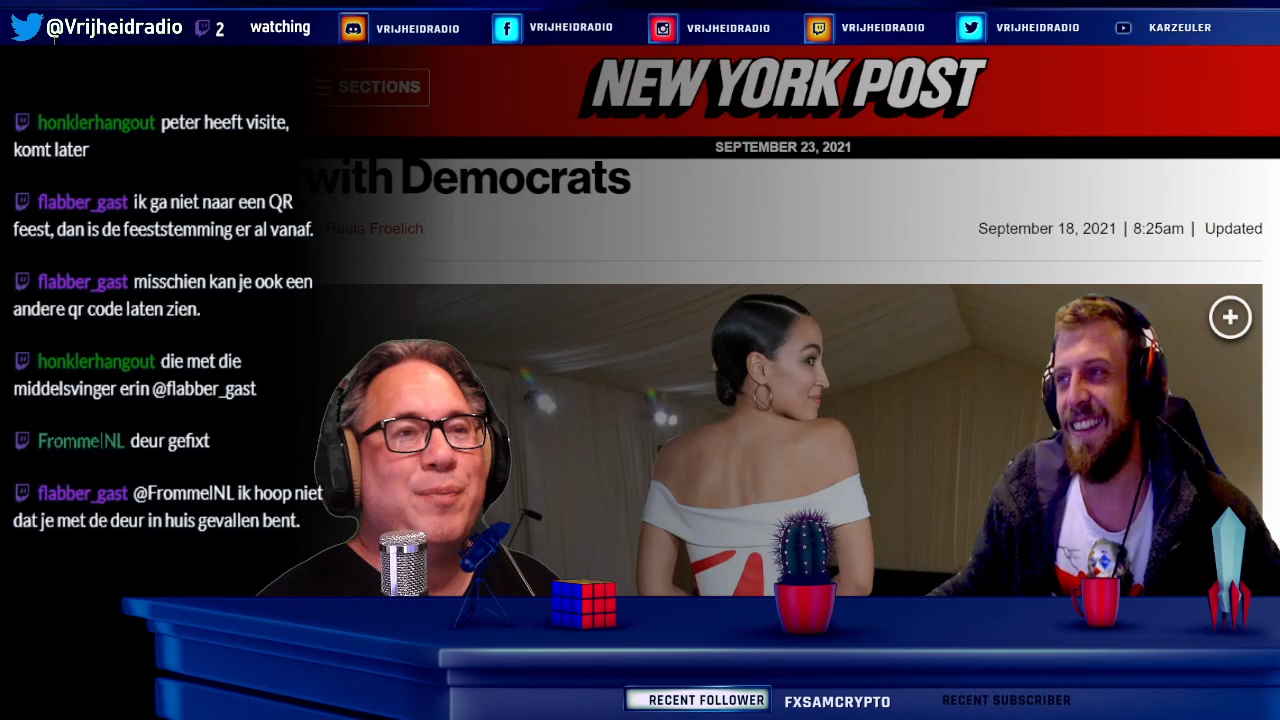 @Vrijheidradio 2 watching
VRIJHEIDRADIO
VRIJHEIDRADIO
VRIJHEIDRADIO
VRIJHEIDRADIO
VRIJHEIDRADIO
KARZEULER
SECTIONS
NEW YORK POST
SEPTEMBER 23, 2021
with Democrats
Paula Froelich
September 18, 2021 | 8:25am | Updated
honklerhangout peter heeft visite,
komt later
flabber_gast ik ga niet naar een QR
feest, dan is de feeststemming er al vanaf.
flabber_gast misschien kan je ook een
andere qr code laten zien.
honklerhangout die met die
middelsvinger erin @flabber_gast
FrommelNL deur gefixt
flabber_gast @FrommelNL ik hoop niet
dat je met de deur in huis gevallen bent.
RECENT FOLLOWER FXSAMCRYPTO RECENT SUBSCRIBER